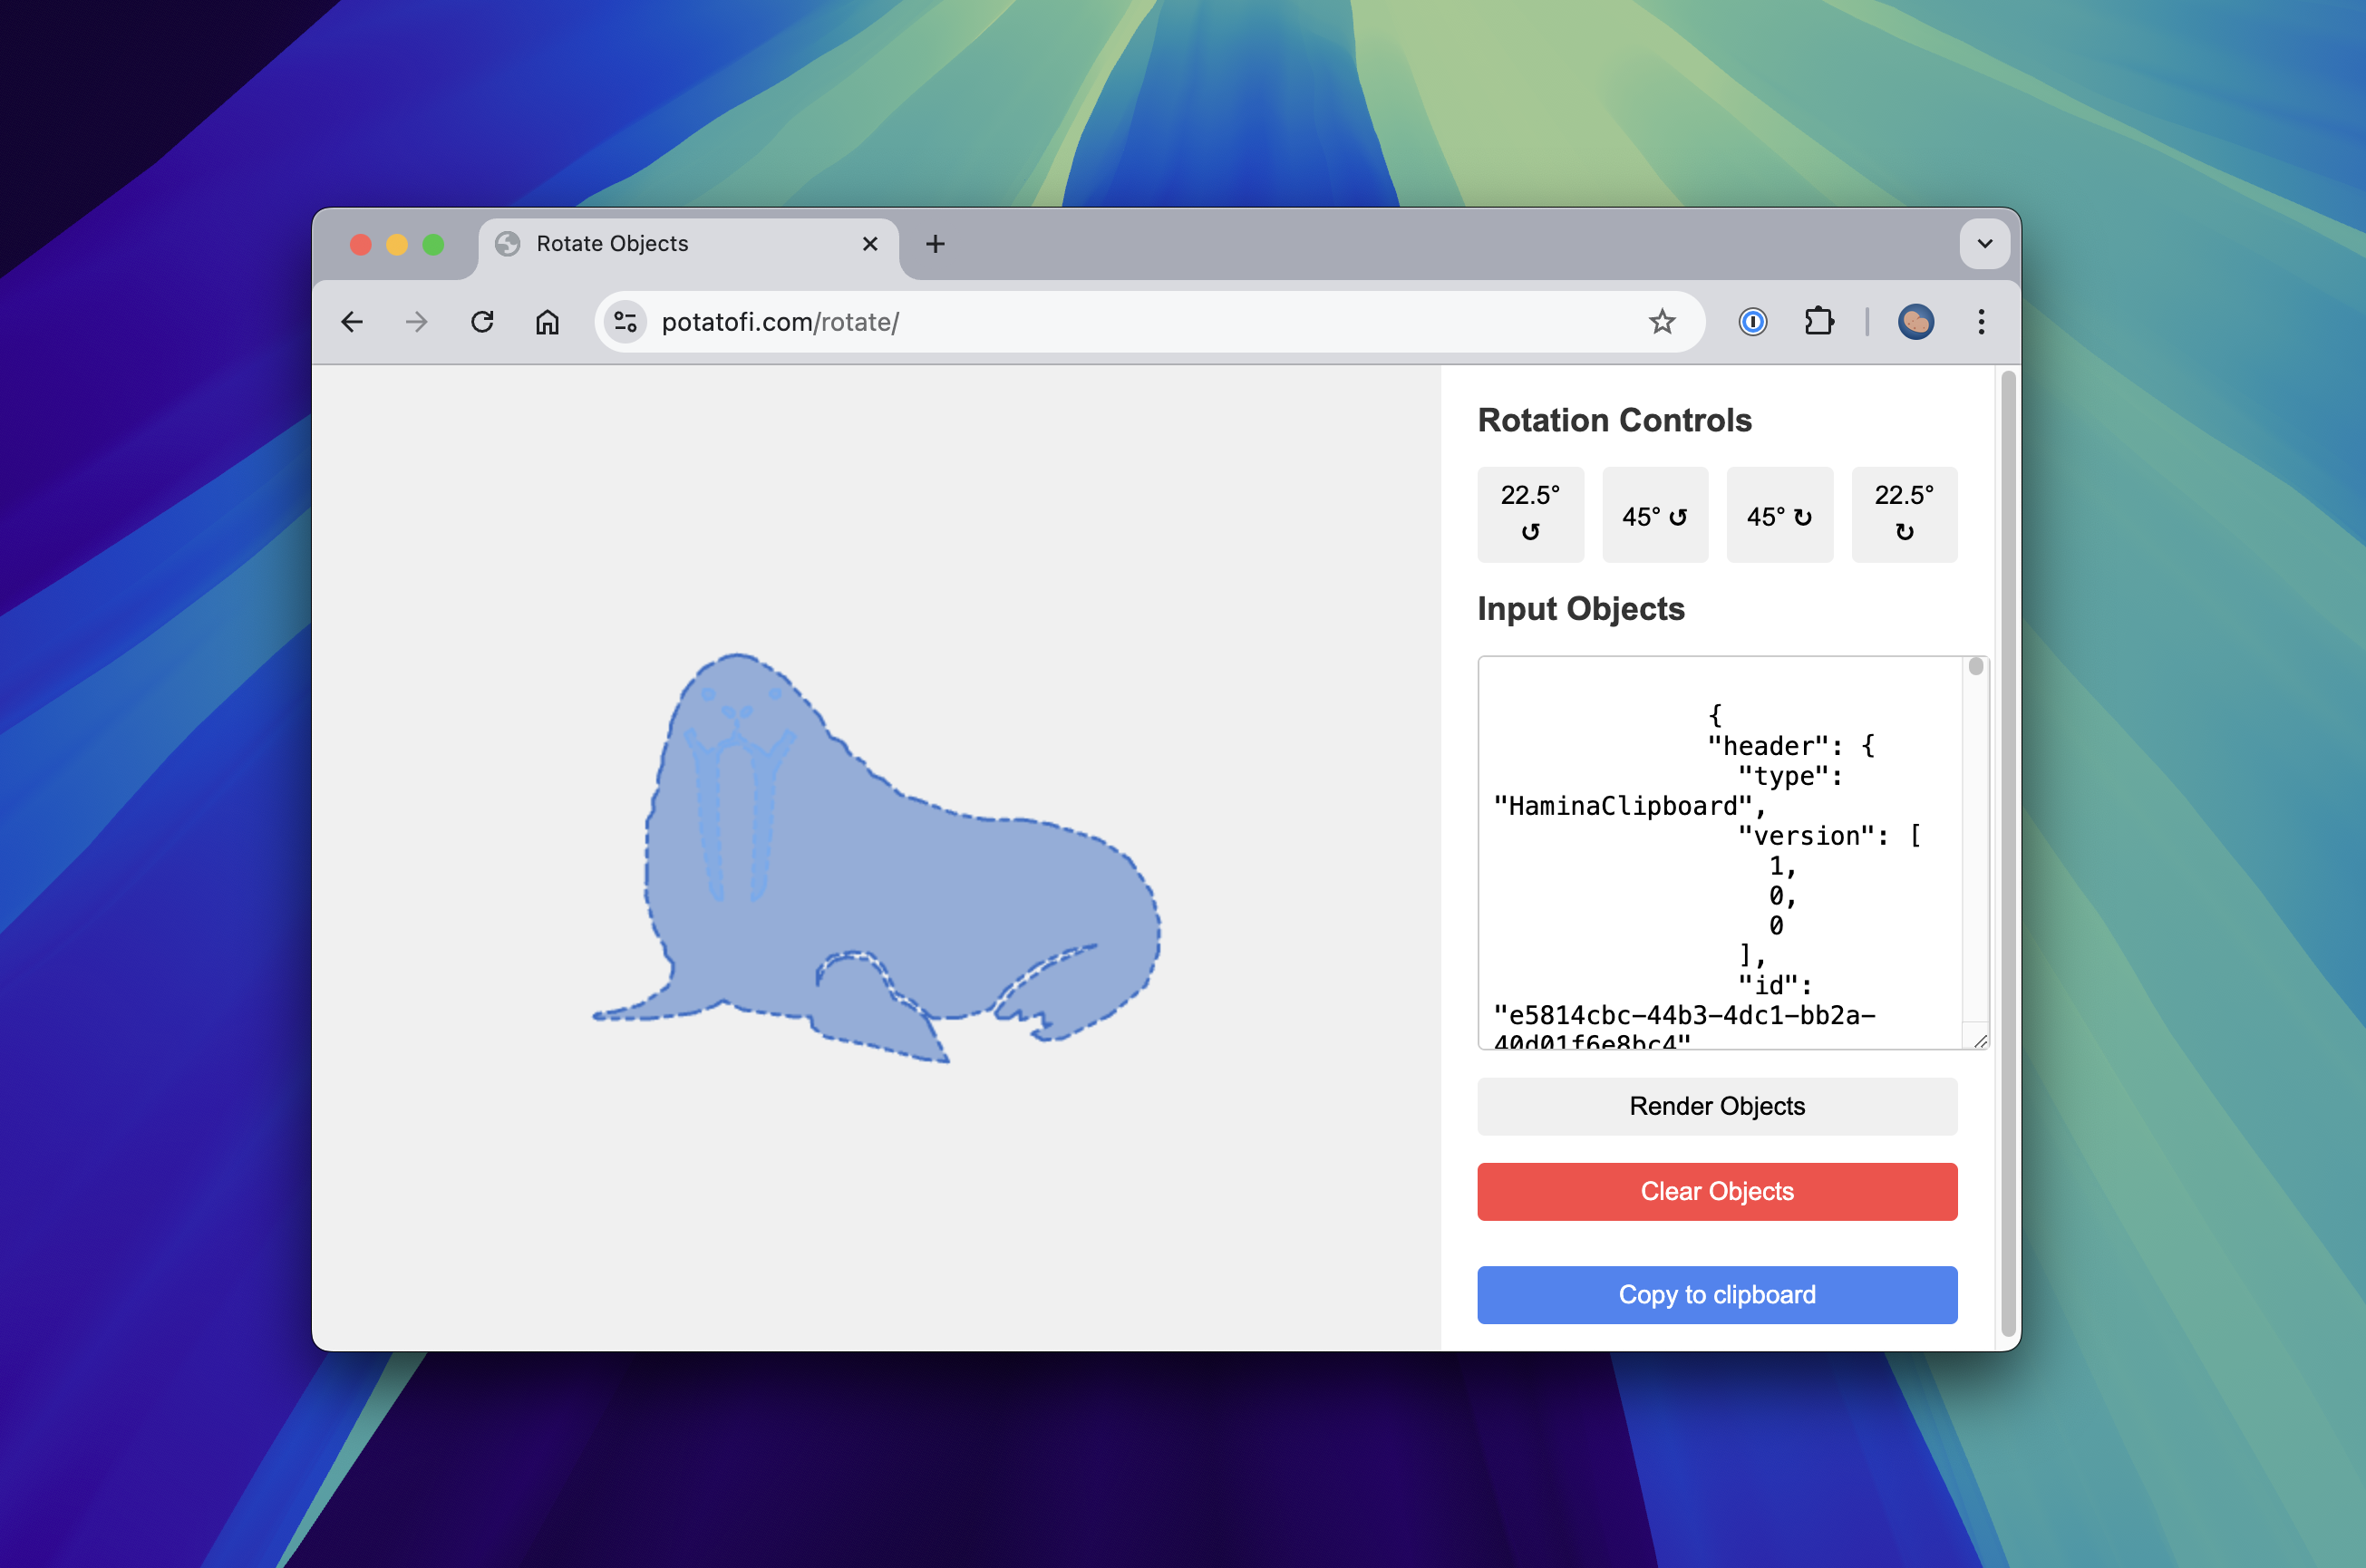 Rotate Objects
potatofi.com/rotate/
Rotation Controls
22.5° ↺
45° ↺
45° ↻
22.5° ↻
Input Objects
{
"header": {
"type":
"HaminaClipboard",
"version": [
1,
0,
0
],
"id":
"e5814cbc-44b3-4dc1-bb2a-
40d01f6e8bc4"
Render Objects
Clear Objects
Copy to clipboard